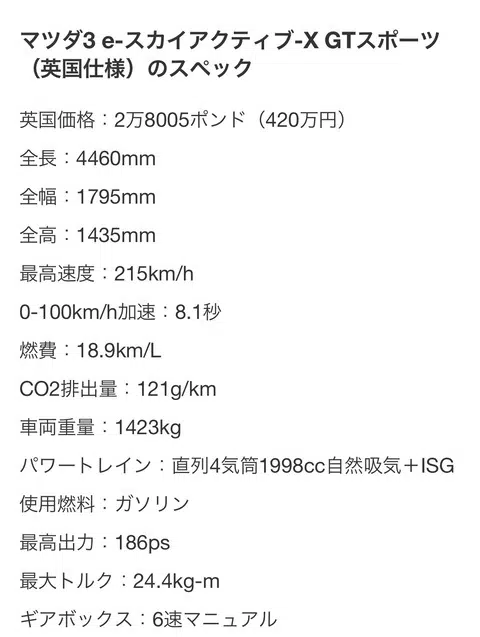 マツダ3 e-スカイアクティブ-X GTスポーツ
（英国仕様）のスペック
英国価格：2万8005ポンド（420万円）
全長：4460mm
全幅：1795mm
全高：1435mm
最高速度：215km/h
0-100km/h加速：8.1秒
燃費：18.9km/L
CO2排出量：121g/km
車両重量：1423kg
パワートレイン：直列4気筒1998cc自然吸気＋ISG
使用燃料：ガソリン
最高出力：186ps
最大トルク：24.4kg-m
ギアボックス：6速マニュアル